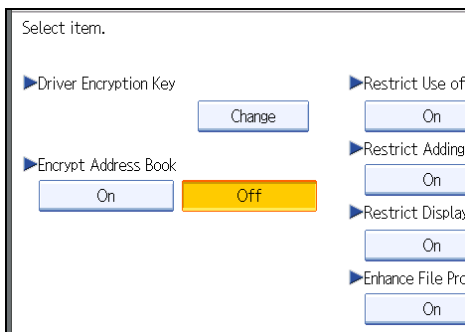 Select item.
Driver Encryption Key
Change
Encrypt Address Book
On
Off
Restrict Use of
On
Restrict Adding
On
Restrict Display
On
Enhance File Pro
On